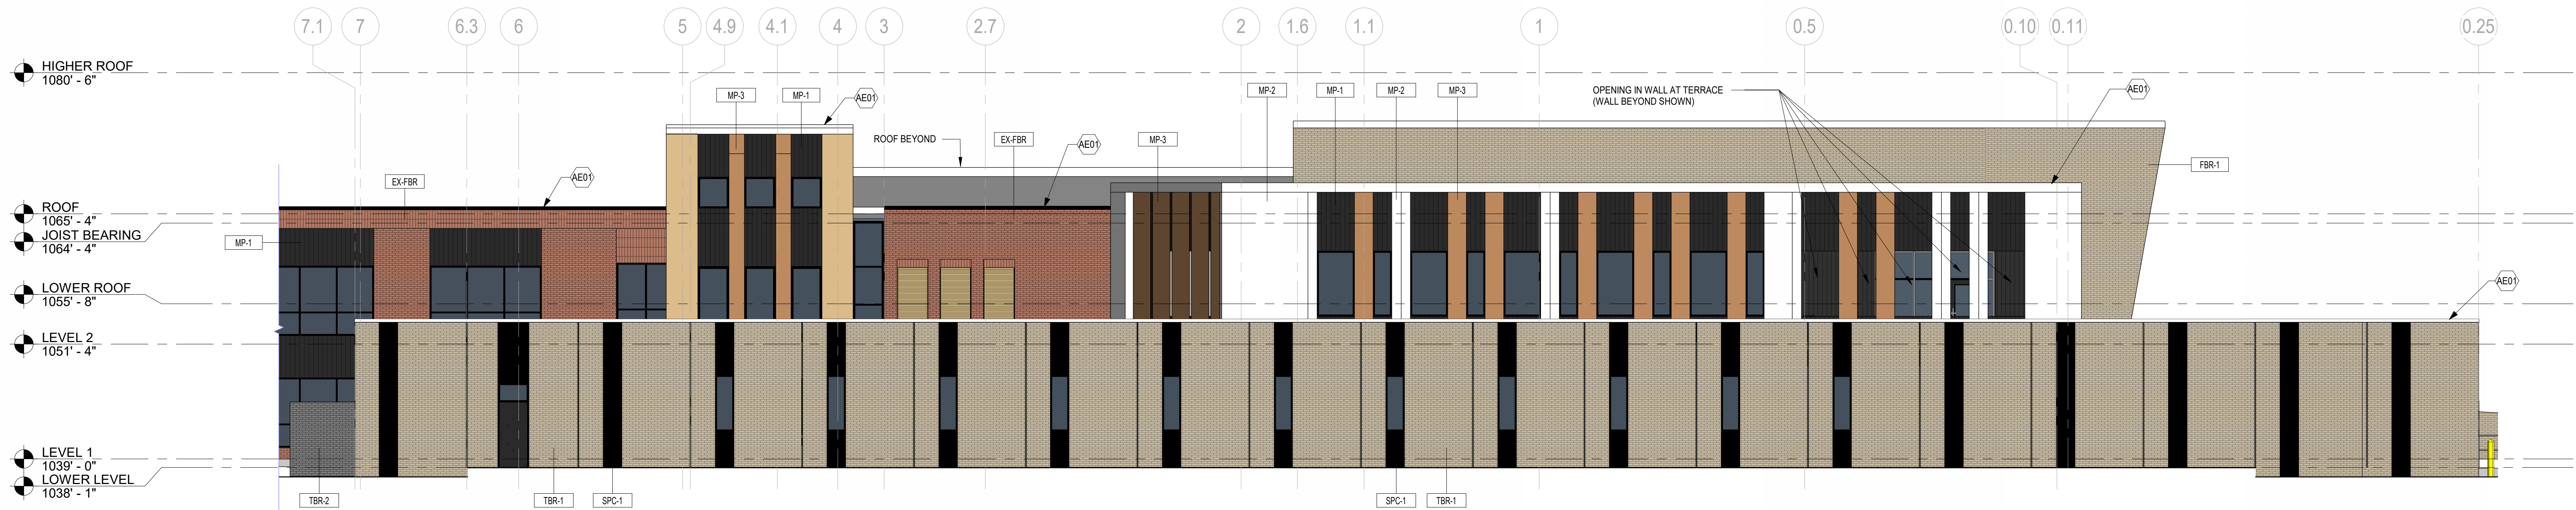 7.1 7 6.3 6 5 4.9 4.1 4 3 2.7 2 1.6 1.1 1 0.5 0.10 0.11 0.25
HIGHER ROOF
1080' - 6"
MP-3 MP-1 AE01
MP-2 MP-1 MP-2 MP-3
OPENING IN WALL AT TERRACE
(WALL BEYOND SHOWN)
AE01
ROOF BEYOND
EX-FBR
AE01
MP-3
FBR-1
EX-FBR
AE01
ROOF
1065' - 4"
JOIST BEARING
1064' - 4"
MP-1
LOWER ROOF
1055' - 8"
AE01
LEVEL 2
1051' - 4"
LEVEL 1
1039' - 0"
LOWER LEVEL
1038' - 1"
TBR-2 TBR-1 SPC-1 SPC-1 TBR-1